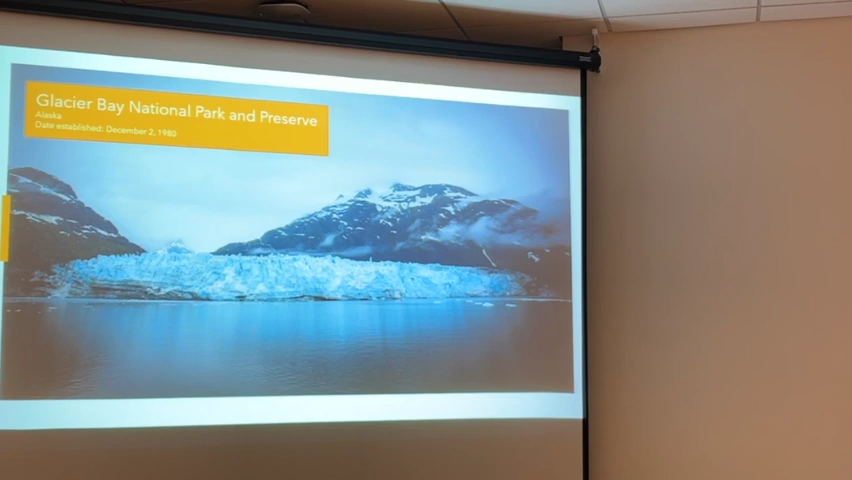 Glacier Bay National Park and Preserve
Alaska
Date established: December 2, 1980